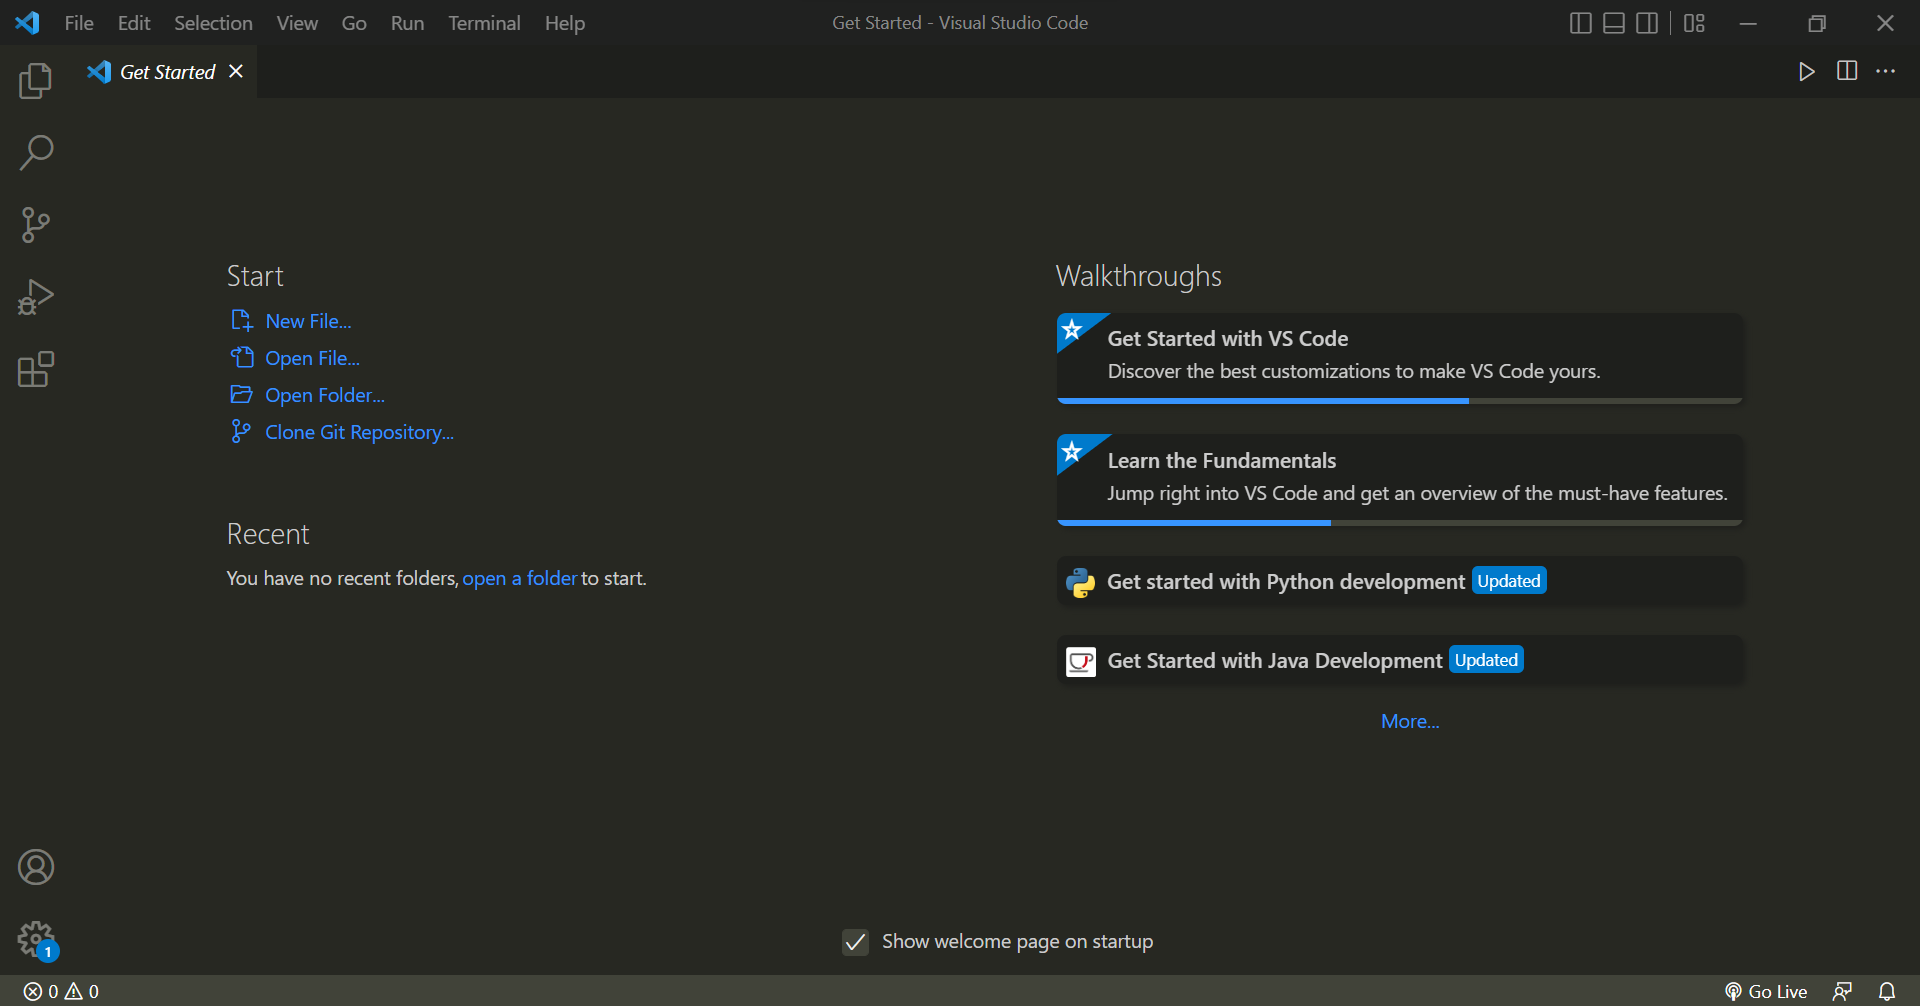 File Edit Selection View Go Run Terminal Help Get Started - Visual Studio Code
Get Started
Start
New File...
Open File...
Open Folder...
Clone Git Repository...
Recent
You have no recent folders, open a folder to start.
Walkthroughs
Get Started with VS Code
Discover the best customizations to make VS Code yours.
Learn the Fundamentals
Jump right into VS Code and get an overview of the must-have features.
Get started with Python development Updated
Get Started with Java Development Updated
More...
1
Show welcome page on startup
0 0 Go Live